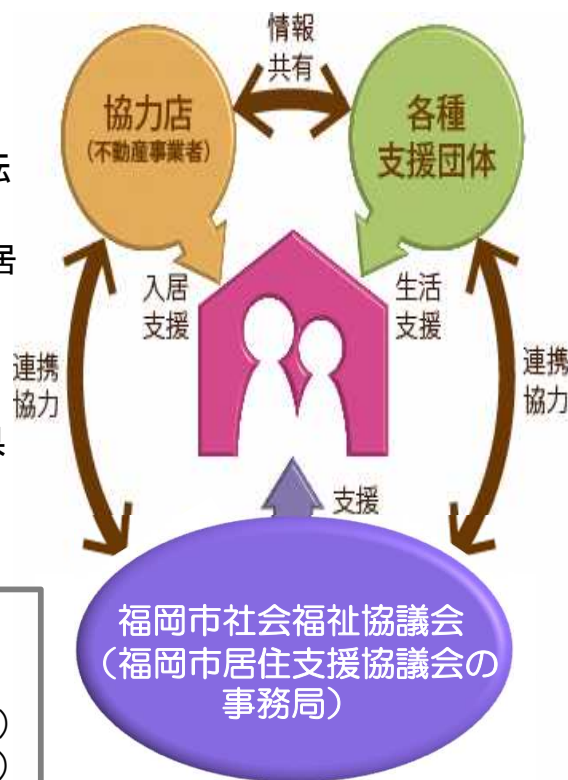 情報
共有
協力店
(不動産事業者)
各種
支援団体
居
入居
支援
生活
支援
連携
協力
連携
協力
支援
福岡市社会福祉協議会
(福岡市居住支援協議会の
事務局)
)
)